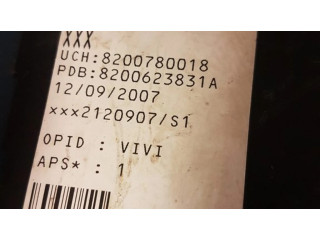 XXX
UCH:8200780018
PDB:8200623831A
12/09/2007
xxx2120907/S1
OPID : VIVI
APS* : 1